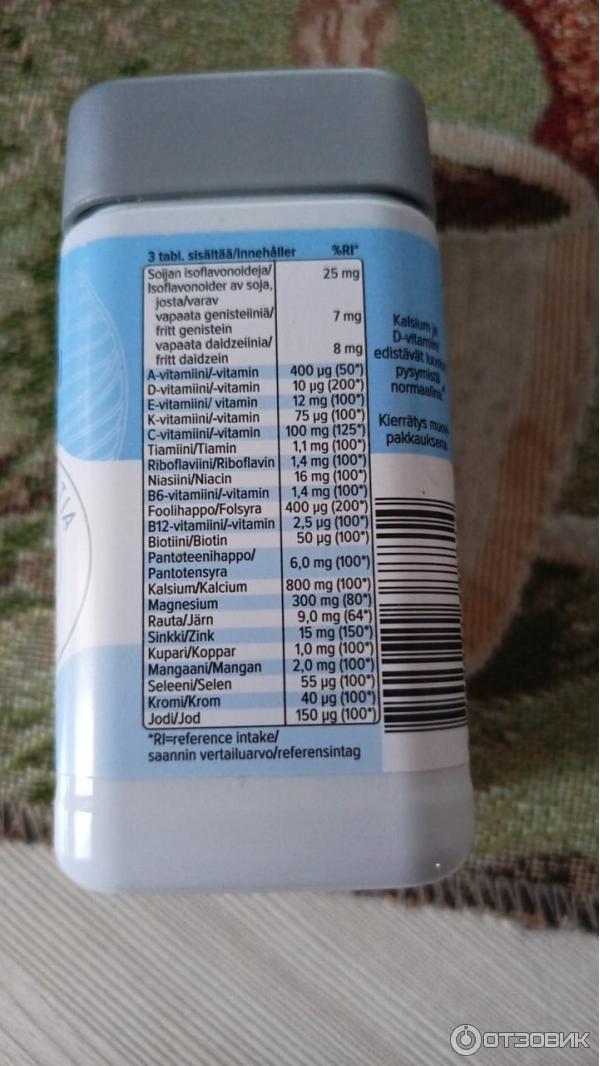 3 tabl. sisältää/innehåller %RI*
Soijan isoflavonoideja/ 25 mg
Isoflavonoider av soja,
josta/varav
vapaata genisteiiniä/ 7 mg
fritt genistein
vapaata daidzeiinia/ 8 mg
fritt daidzein
A-vitamiini/-vitamin 400 µg (50*)
D-vitamiini/-vitamin 10 µg (200*)
E-vitamiini/ vitamin 12 mg (100*)
K-vitamiini/-vitamin 75 µg (100*)
C-vitamiini/-vitamin 100 mg (125*)
Tiamiini/Tiamin 1,1 mg (100*)
Riboflaviini/Riboflavin 1,4 mg (100*)
Niasiini/Niacin 16 mg (100*)
B6-vitamiini/-vitamin 1,4 mg (100*)
Foolihappo/Folsyra 400 µg (200*)
B12-vitamiini/-vitamin 2,5 µg (100*)
Biotiini/Biotin 50 µg (100*)
Pantoteenihappo/
Pantotensyra 6,0 mg (100*)
Kalsium/Kalcium 800 mg (100*)
Magnesium 300 mg (80*)
Rauta/Järn 9,0 mg (64*)
Sinkki/Zink 15 mg (150*)
Kupari/Koppar 1,0 mg (100*)
Mangaani/Mangan 2,0 mg (100*)
Seleeni/Selen 55 µg (100*)
Kromi/Krom 40 µg (100*)
Jodi/Jod 150 µg (100*)
*RI=reference intake/
saannin vertailuarvo/referensintag
Kalsium ja
D-vitamiini
edistävät
pysymistä
normaalina.*
Kierrätys
pakkauksena.
ОТЗОВИК